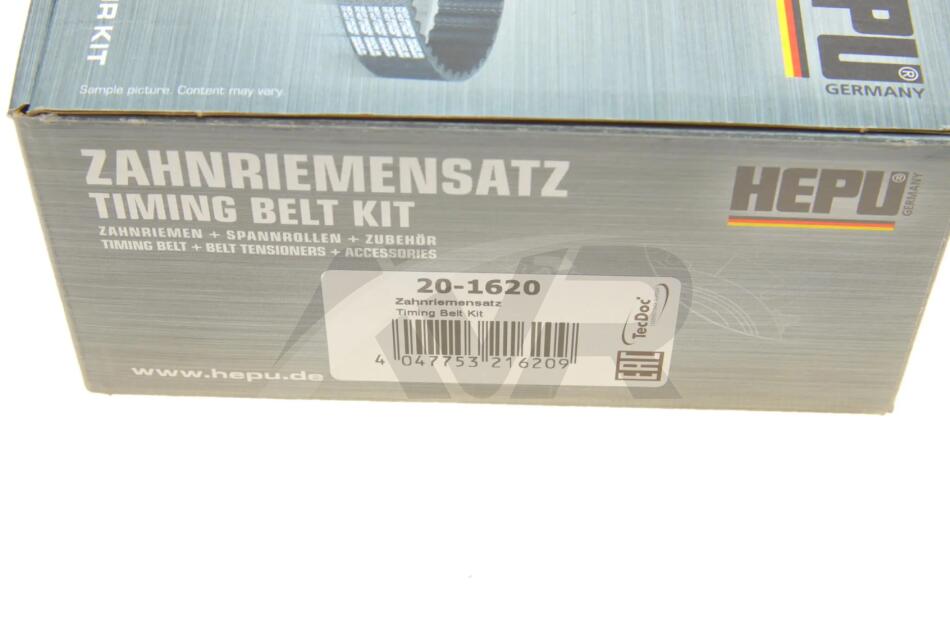 R KIT
Sample picture. Content may vary.
PU®
GERMANY
ZAHNRIEMENSATZ
TIMING BELT KIT
ZAHNRIEMEN + SPANNROLLEN + ZUBEHÖR
TIMING BELT + BELT TENSIONERS + ACCESSORIES
HEPU®
GERMANY
20-1620
Zahnriemensatz
Timing Belt Kit
4 047753 216209
TecDoc
EAC
www.hepu.de